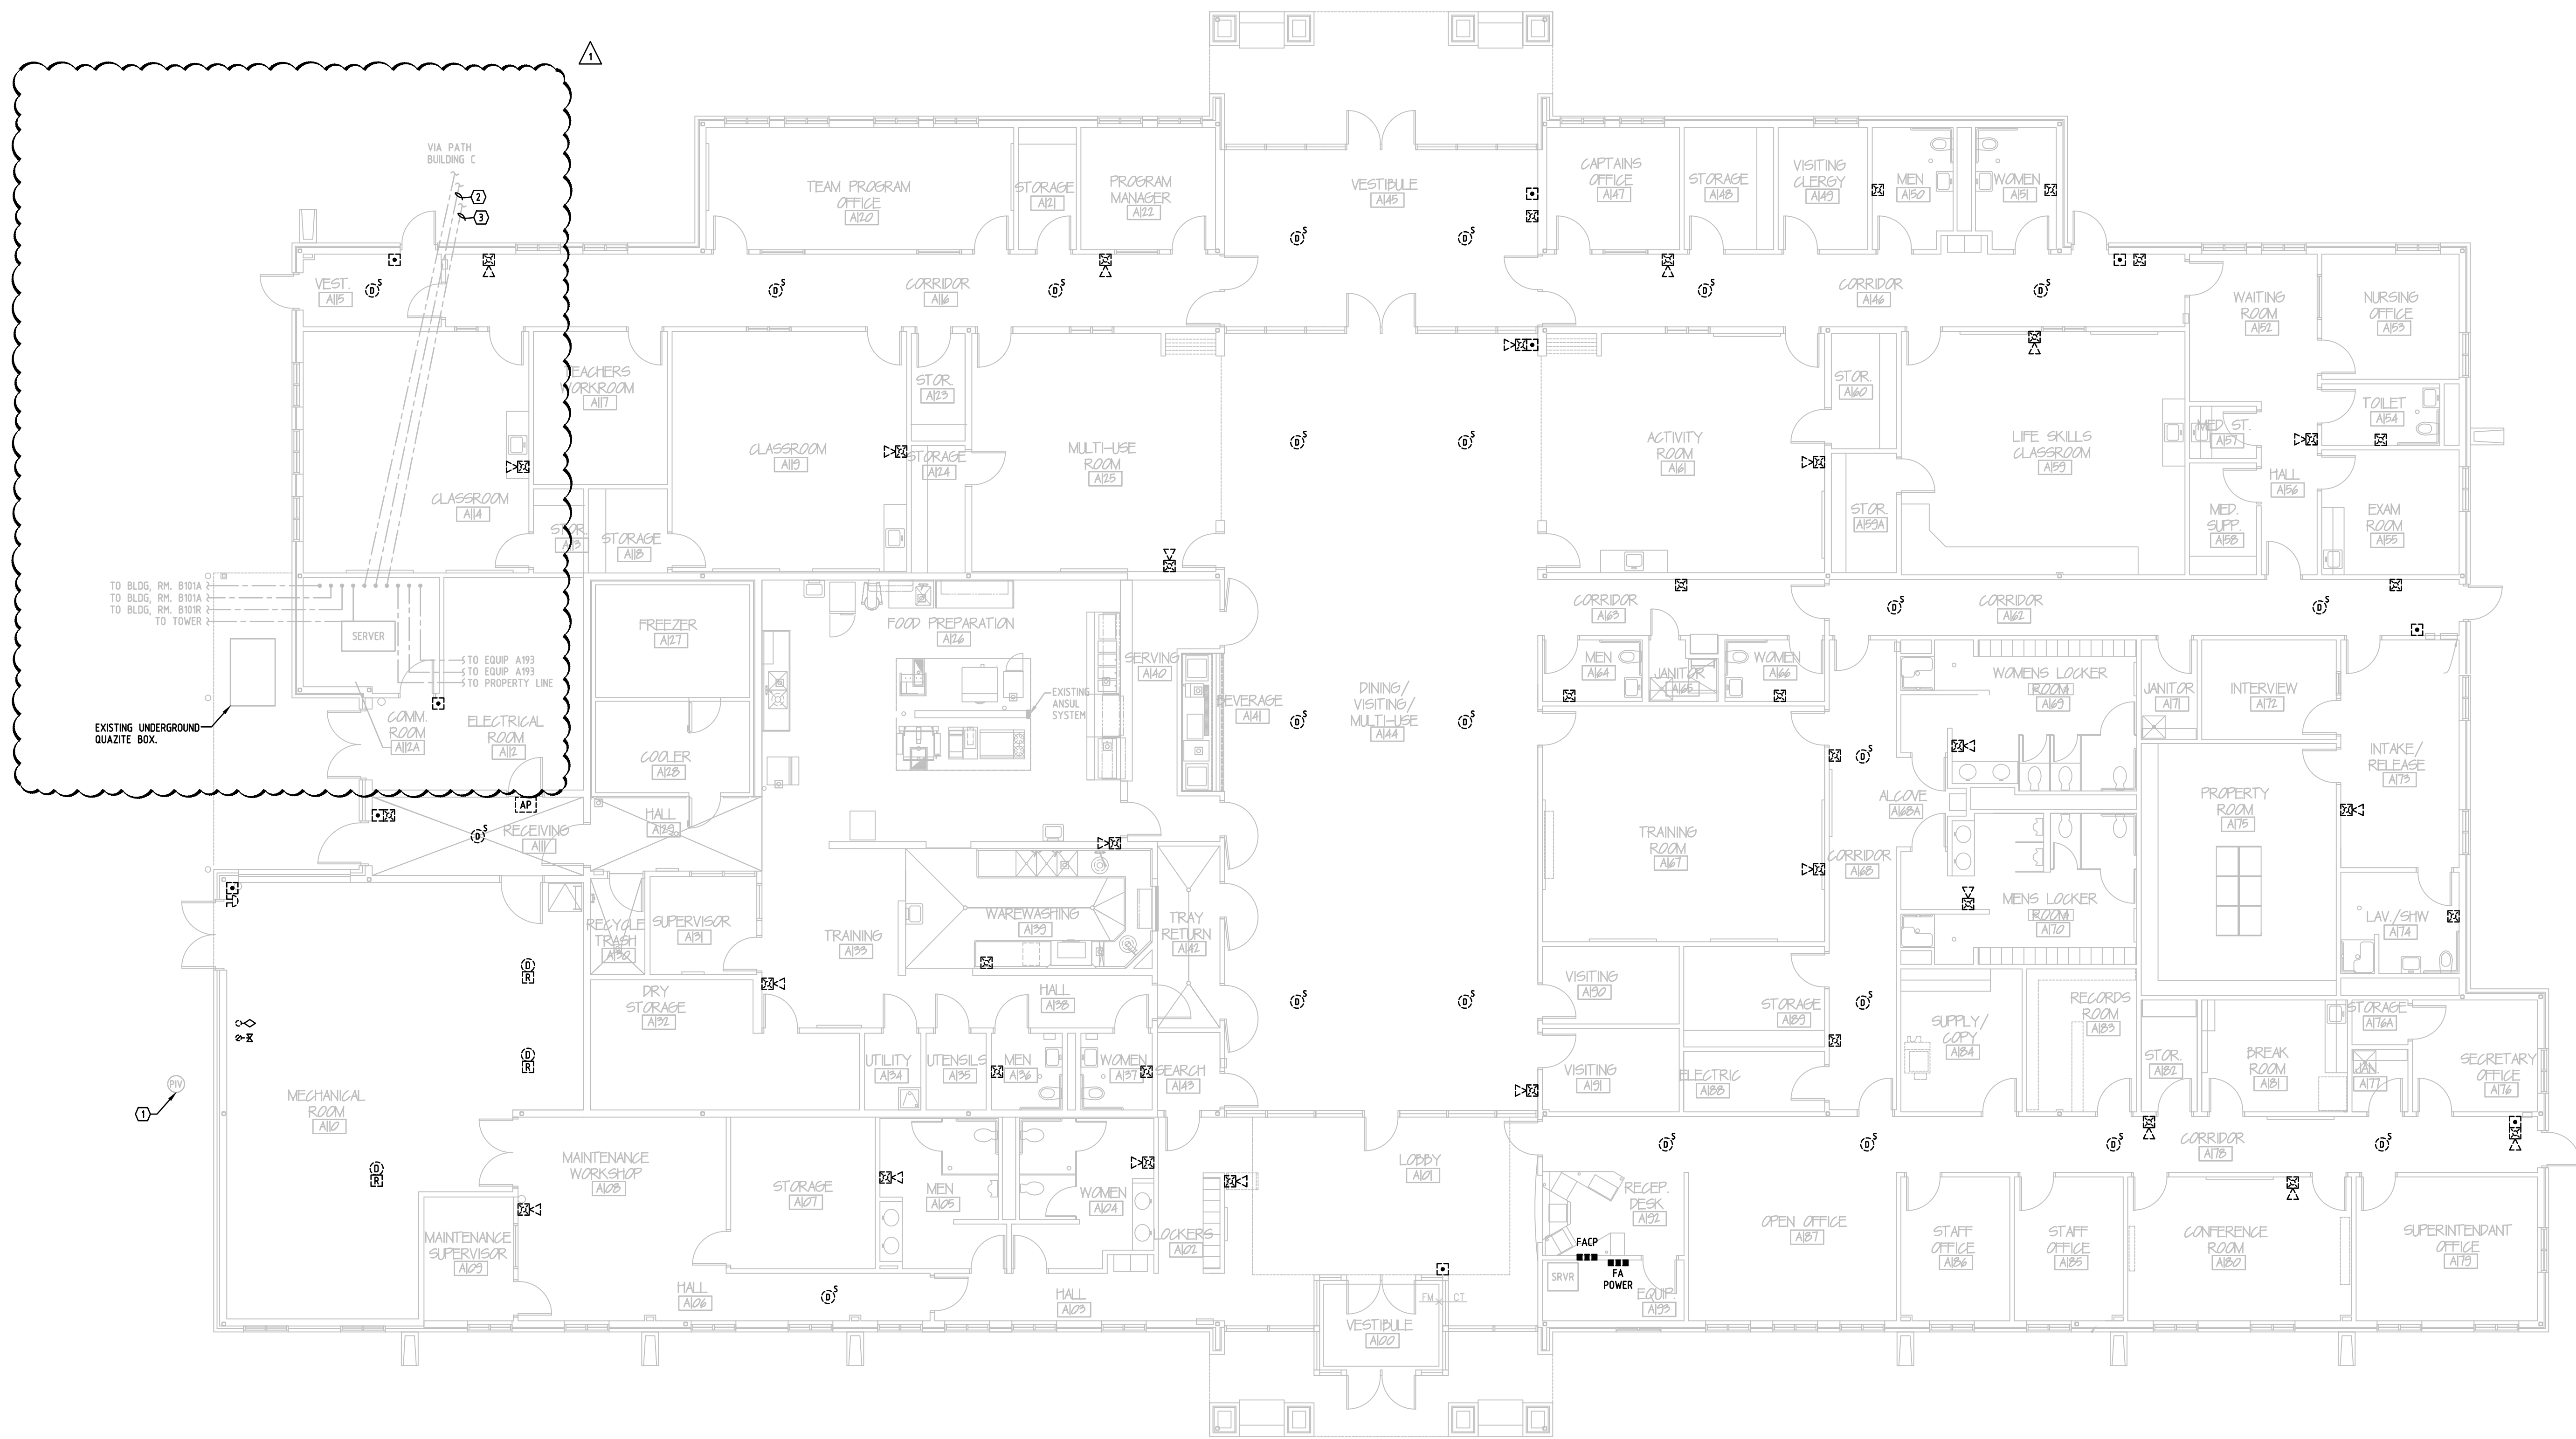 1
VIA PATH
BUILDING C
2
3
TEAM PROGRAM
OFFICE
A120
STORAGE
A121
PROGRAM
MANAGER
A122
VESTIBULE
A145
CAPTAINS
OFFICE
A147
STORAGE
A148
VISITING
CLERGY
A149
MEN
A150
WOMEN
A151
VEST.
A115
CORRIDOR
A116
CORRIDOR
A146
WAITING
ROOM
A152
NURSING
OFFICE
A153
TEACHERS
WORKROOM
A117
STOR.
A123
STOR.
A160
TOILET
A154
MED. ST.
A157
CLASSROOM
A119
STORAGE
A124
MULTI-USE
ROOM
A125
ACTIVITY
ROOM
A161
LIFE SKILLS
CLASSROOM
A159
HALL
A156
CLASSROOM
A114
STOR.
A113
STORAGE
A118
STOR.
A159A
MED.
SUPP.
A158
EXAM
ROOM
A155
TO BLDG, RM. B101A
TO BLDG, RM. B101A
TO BLDG, RM. B101R
TO TOWER
SERVER
FREEZER
A127
FOOD PREPARATION
A126
CORRIDOR
A163
CORRIDOR
A162
TO EQUIP A193
TO EQUIP A193
TO PROPERTY LINE
SERVING
A140
MEN
A164
JANITOR
A165
WOMEN
A166
WOMENS LOCKER
ROOM
A169
JANITOR
A171
INTERVIEW
A172
EXISTING
ANSUL
SYSTEM
BEVERAGE
A141
DINING/
VISITING/
MULTI-USE
A144
EXISTING UNDERGROUND
QUAZITE BOX.
COMM.
ROOM
A112A
ELECTRICAL
ROOM
A112
COOLER
A128
INTAKE/
RELEASE
A173
AP
RECEIVING
A111
HALL
A129
TRAINING
ROOM
A167
ALCOVE
A168A
CORRIDOR
A168
PROPERTY
ROOM
A175
RECYCLE
TRASH
A130
SUPERVISOR
A131
TRAINING
A133
WAREWASHING
A139
TRAY
RETURN
A142
MENS LOCKER
ROOM
A170
LAV./SHW
A174
D
R
DRY
STORAGE
A132
HALL
A138
VISITING
A190
STORAGE
A189
SUPPLY/
COPY
A184
RECORDS
ROOM
A183
STORAGE
A176A
D
R
UTILITY
A134
UTENSILS
A135
MEN
A136
WOMEN
A137
SEARCH
A143
VISITING
A191
ELECTRIC
A188
STOR.
A182
BREAK
ROOM
A181
JAN.
A177
SECRETARY
OFFICE
A176
PIV
1
MECHANICAL
ROOM
A110
D
R
MAINTENANCE
WORKSHOP
A108
STORAGE
A107
MEN
A105
WOMEN
A104
LOBBY
A101
CORRIDOR
A178
MAINTENANCE
SUPERVISOR
A109
LOCKERS
A102
RECEP.
DESK
A192
OPEN OFFICE
A187
STAFF
OFFICE
A186
STAFF
OFFICE
A185
CONFERENCE
ROOM
A180
SUPERINTENDANT
OFFICE
A179
FACP
SRVR
FA
POWER
EQUIP.
A193
HALL
A106
HALL
A103
FM
CT
VESTIBULE
A100